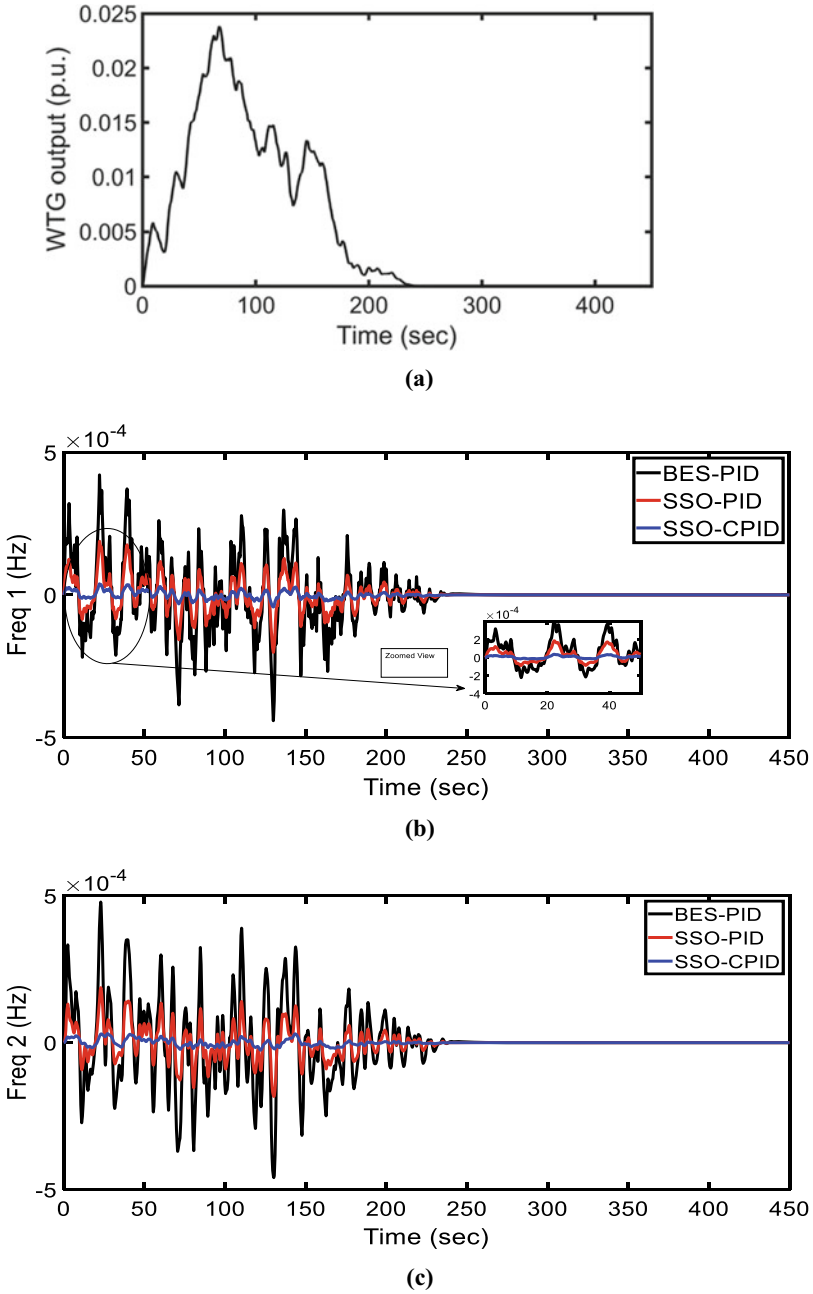 0.025
0.02
0.015
0.01
0.005
0
WTG output (p.u.)
0 100 200 300 400
Time (sec)
(a)
×10-4
5
0
-5
Freq 1 (Hz)
BES-PID
SSO-PID
SSO-CPID
Zoomed View
×10-4
2
0
-2
-4
0 20 40
0 50 100 150 200 250 300 350 400 450
Time (sec)
(b)
×10-4
5
0
-5
Freq 2 (Hz)
BES-PID
SSO-PID
SSO-CPID
0 50 100 150 200 250 300 350 400 450
Time (sec)
(c)